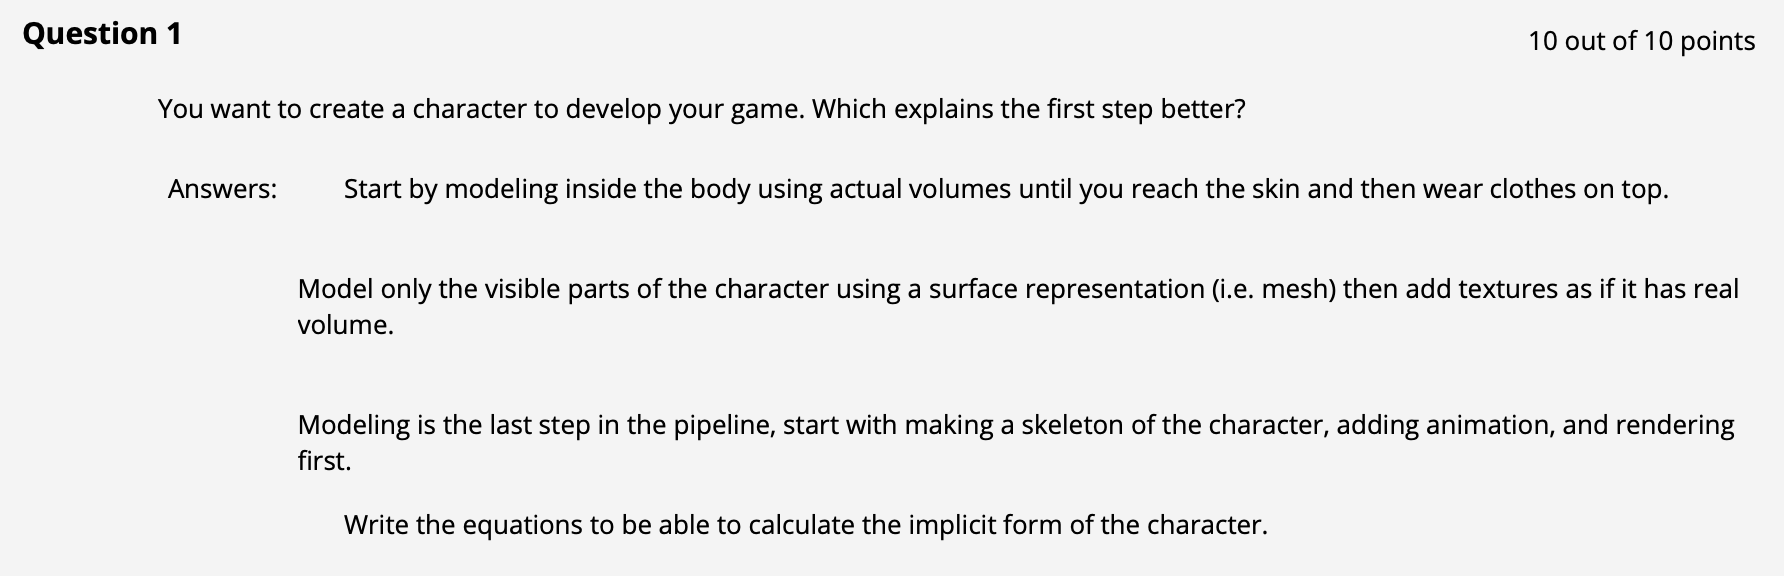 Question 1
10 out of 10 points
You want to create a character to develop your game. Which explains the first step better?
Answers: Start by modeling inside the body using actual volumes until you reach the skin and then wear clothes on top.
Model only the visible parts of the character using a surface representation (i.e. mesh) then add textures as if it has real
volume.
Modeling is the last step in the pipeline, start with making a skeleton of the character, adding animation, and rendering
first.
Write the equations to be able to calculate the implicit form of the character.